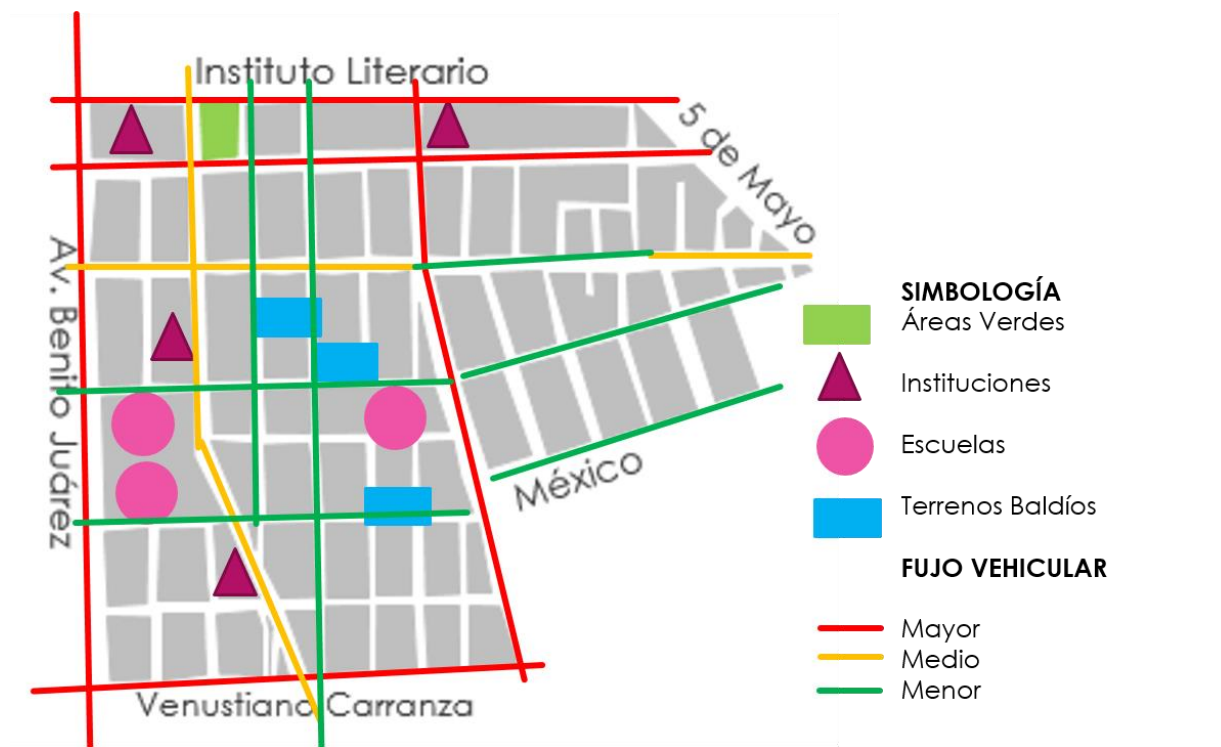 Instituto Literario
5 de Mayo
Av. Benito Juárez
México
Venustiano Carranza
SIMBOLOGÍA
Áreas Verdes
Instituciones
Escuelas
Terrenos Baldíos
FUJO VEHICULAR
Mayor
Medio
Menor